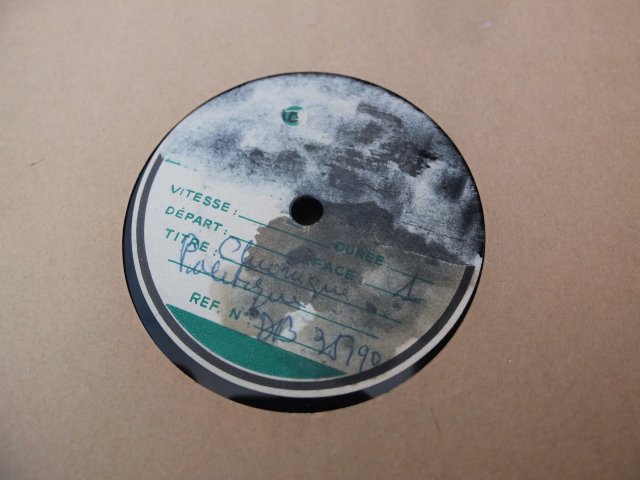 VITESSE:
DÉPART: DURÉE
TITRE: Chronique FACE 1
Politique
REF. N° DB 35790